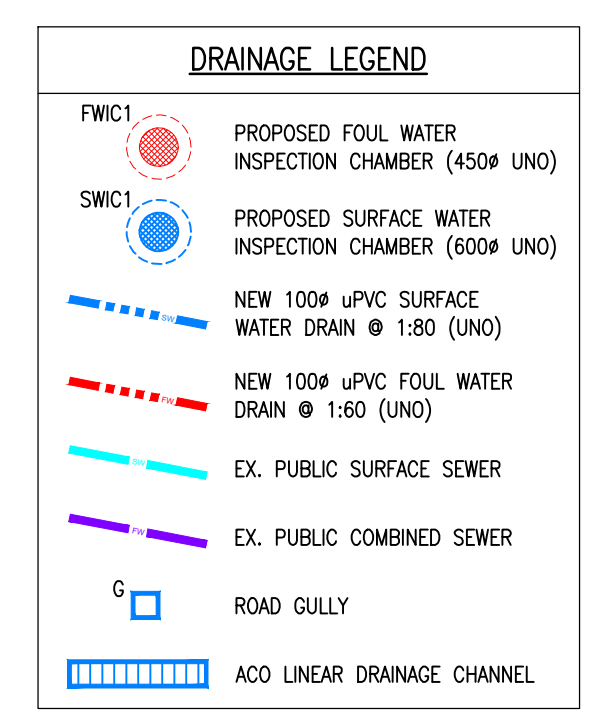 DRAINAGE LEGEND
FWIC1
PROPOSED FOUL WATER
INSPECTION CHAMBER (450ø UNO)
SWIC1
PROPOSED SURFACE WATER
INSPECTION CHAMBER (600ø UNO)
SW
NEW 100ø uPVC SURFACE
WATER DRAIN @ 1:80 (UNO)
FW
NEW 100ø uPVC FOUL WATER
DRAIN @ 1:60 (UNO)
SW
EX. PUBLIC SURFACE SEWER
FW
EX. PUBLIC COMBINED SEWER
G
ROAD GULLY
ACO LINEAR DRAINAGE CHANNEL